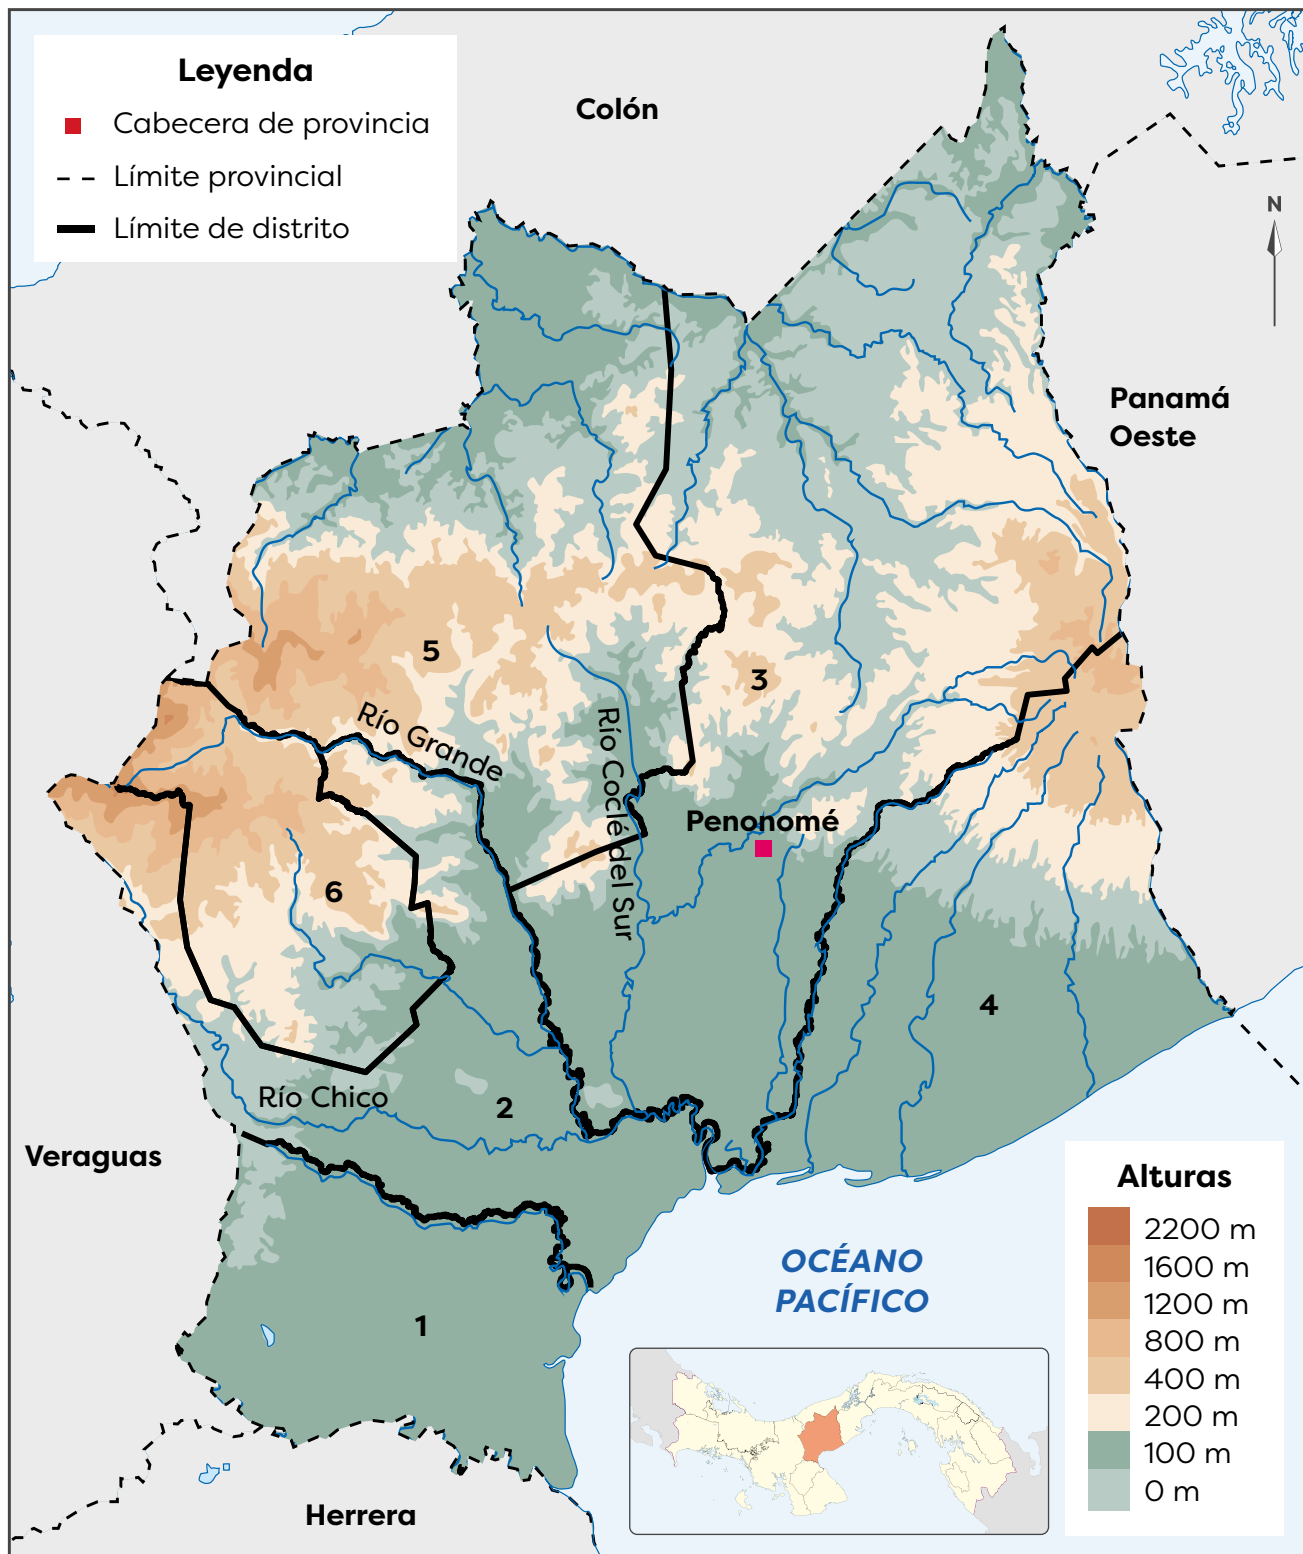 Leyenda
Cabecera de provincia
Límite provincial
Límite de distrito
Colón
N
Panamá
Oeste
5
3
Río Grande
Río Coclé del Sur
Penonomé
6
4
Río Chico
2
Veraguas
1
OCÉANO
PACÍFICO
Herrera
Alturas
2200 m
1600 m
1200 m
800 m
400 m
200 m
100 m
0 m